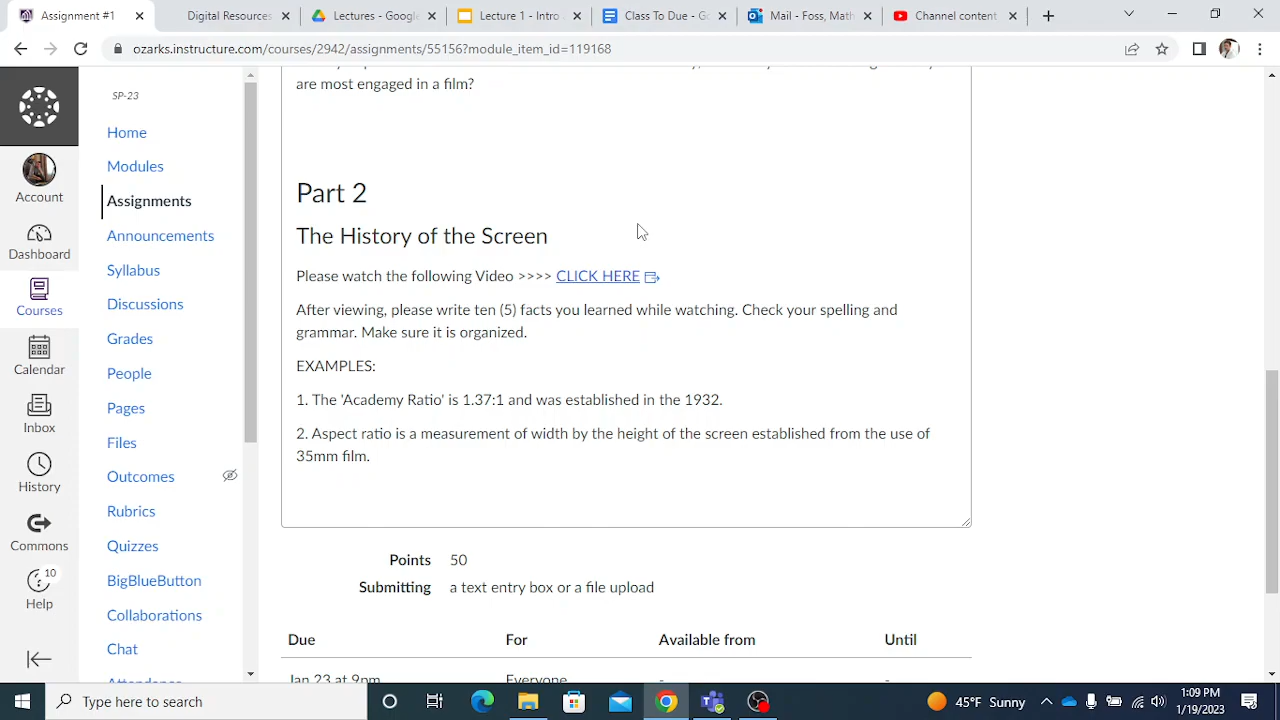 Assignment #1
Digital Resources
Lectures - Google
Lecture 1 - Intro
Class To Due - G
Mail - Foss, Math
Channel content
ozarks.instructure.com/courses/2942/assignments/55156?module_item_id=119168
are most engaged in a film?
SP-23
Home
Modules
Assignments
Announcements
Syllabus
Discussions
Grades
People
Pages
Files
Outcomes
Rubrics
Quizzes
BigBlueButton
Collaborations
Chat
Account
Dashboard
Courses
Calendar
Inbox
History
Commons
10
Help
Part 2
The History of the Screen
Please watch the following Video >>>> CLICK HERE
After viewing, please write ten (5) facts you learned while watching. Check your spelling and
grammar. Make sure it is organized.
EXAMPLES:
1. The 'Academy Ratio' is 1.37:1 and was established in the 1932.
2. Aspect ratio is a measurement of width by the height of the screen established from the use of
35mm film.
Points 50
Submitting a text entry box or a file upload
Due For Available from Until
Jan 23 at 9pm Everyone - -
Type here to search
45°F Sunny
1:09 PM
1/19/2023